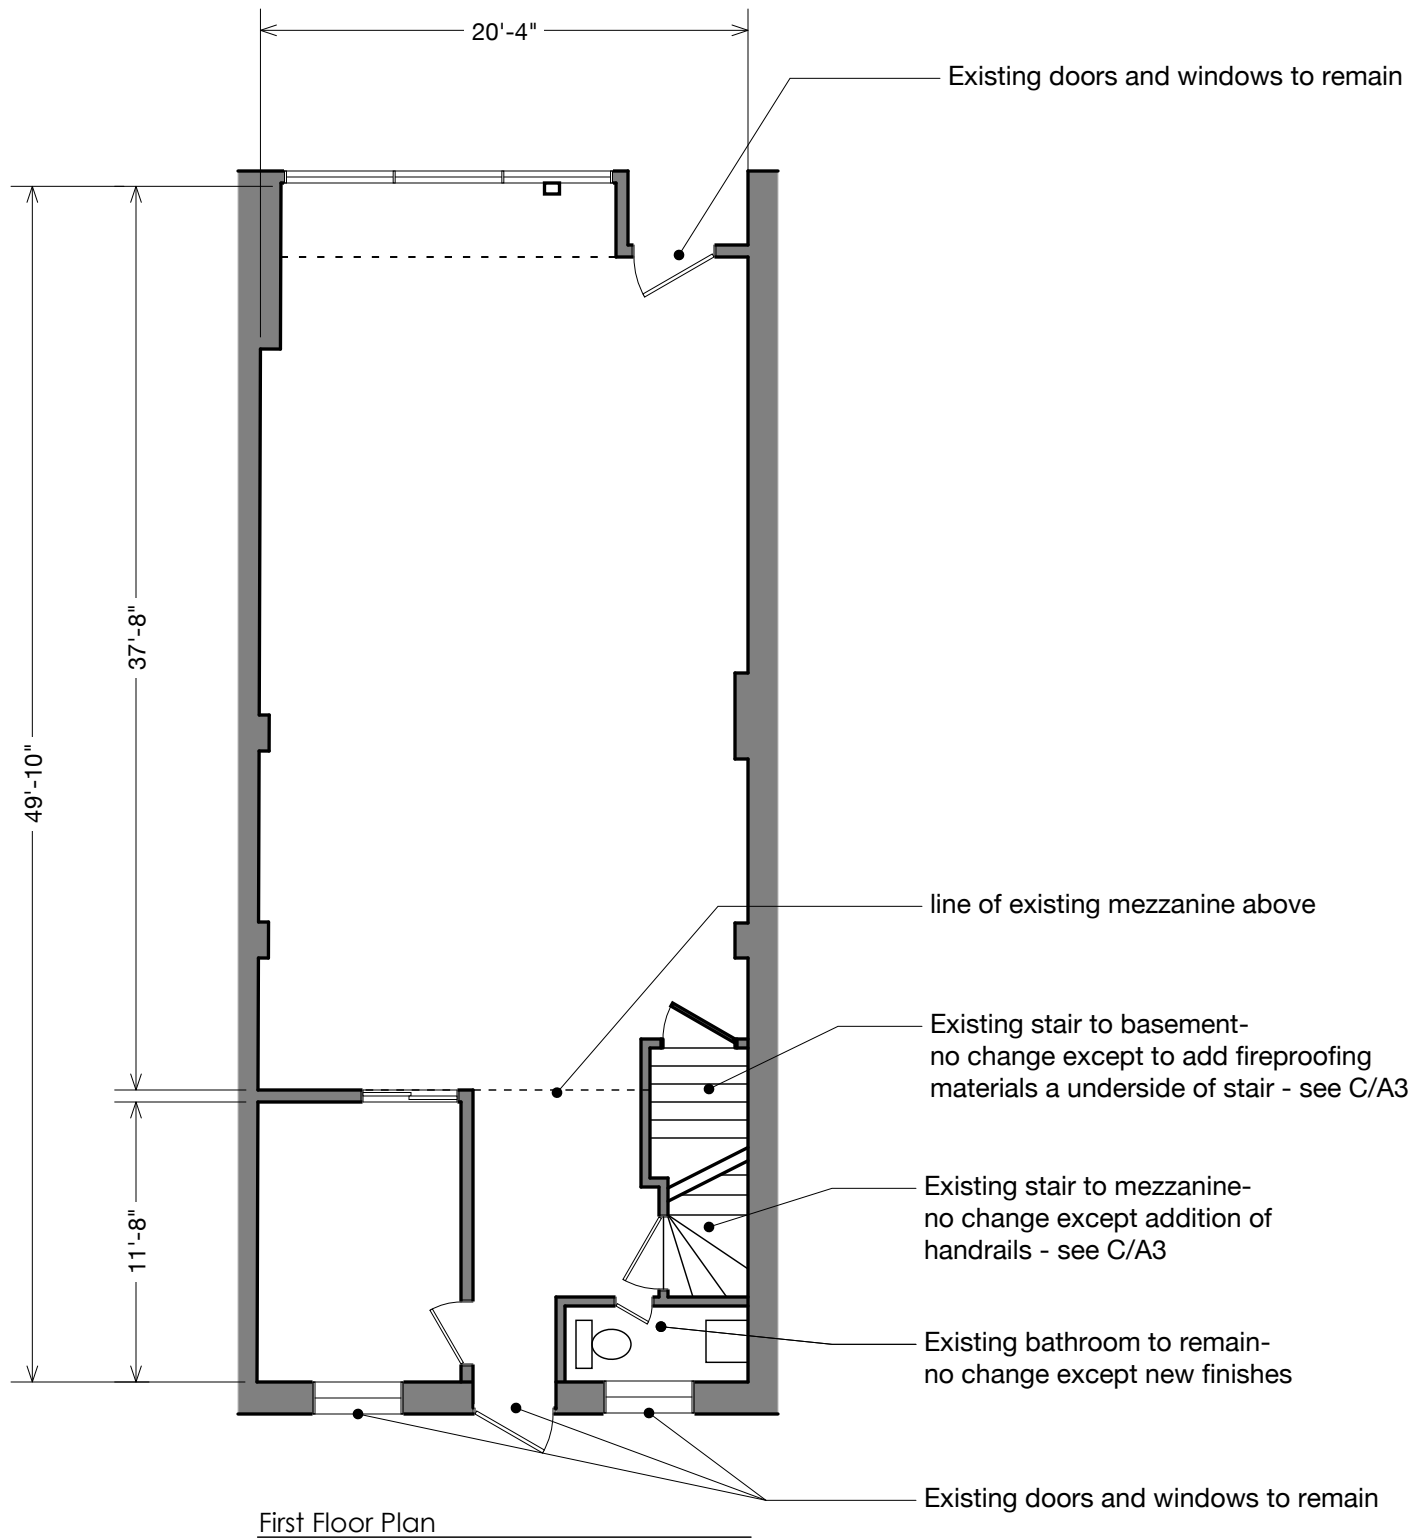 20'-4"
Existing doors and windows to remain
37'-8"
49'-10"
line of existing mezzanine above
Existing stair to basement-
no change except to add fireproofing
materials a underside of stair - see C/A3
Existing stair to mezzanine-
no change except addition of
handrails - see C/A3
11'-8"
Existing bathroom to remain-
no change except new finishes
Existing doors and windows to remain
First Floor Plan